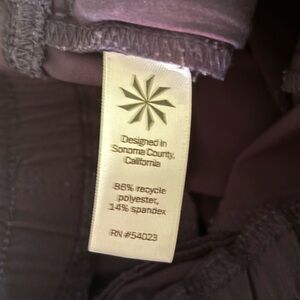 Designed in
Sonoma County,
California
86% recycle
polyester,
14% spandex
RN #54023